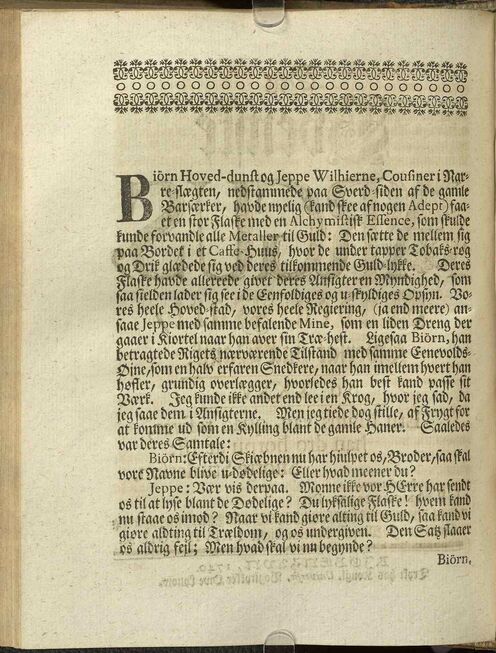 Biörn Hoved-dunst og Jeppe Wilhierne, Cousiner i Nar-
re-slægten, nedstammede paa Sverd-siden af de gamle
Barsærker, havde nyelig (kand skee af nogen Adept) faa-
et en stor Flaske med en Alchymistisk Essence, som skulde
kunde forvandle alle Metaller til Guld: Den sætte de mellem sig
paa Bordet i et Caffe-Huus, hvor de under tapper Tobaks-røg
og Drik glædede sig ved deres tilkommende Guld-lykke. Deres
Flaske havde allereede givet deres Ansigter en Myndighed, som
saa sielden lader sig see i de Eenfoldiges og u-skyldiges Opsyn. Vo-
res heele Hoved-stad, vores heele Regiering, (ja end meere) an-
saae Jeppe med samme befalende Mine, som en liden Dreng der
gaaer i Kiortel naar han aver sin Træ-hest. Ligesaa Biörn, han
betragtede Rigets nærværende Tilstand med samme Eenevolds-
Øjne, som en halv erfaren Snedkere, naar han imellem hvert han
høfler, grundig overlægger, hvorledes han best kand passe sit
Værk. Jeg kunde ikke andet end lee i en Krog, hvor jeg sad, da
jeg saae dem i Ansigterne. Men jeg tiede dog stille, af Frygt for
at komme ud som en Kylling blant de gamle Haner. Saaledes
var deres Samtale:
Biörn: Efterdi Skiæbnen nu har hiulpet os, Broder, saa skal
vore Navne blive u-dødelige: Eller hvad meener du?
Jeppe: Vær vis derpaa. Monne ikke vor HErre har sendt
os til at lyse blant de Dødelige? Du lyksalige Flaske! hvem kand
nu staae os imod? Naar vi kand giøre alting til Guld, saa kand vi
giøre aldting til Trældom, og os undergiven. Den Satz slaaer
os aldrig fejl; Men hvad skal vi nu begynde?
Biörn,